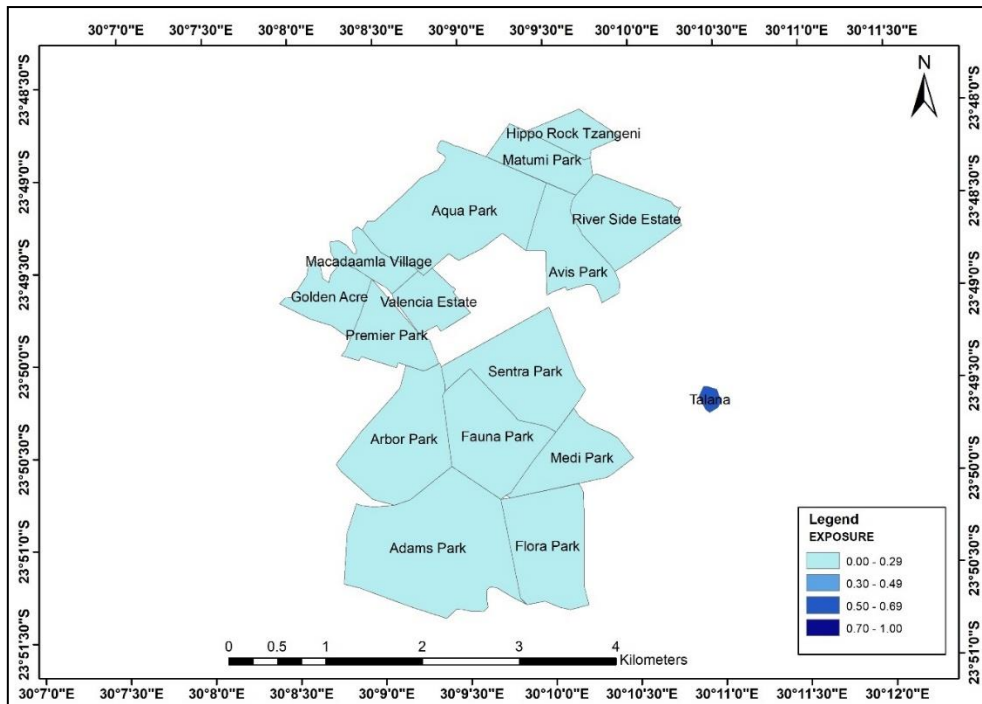 30°7'0"E 30°7'30"E 30°8'0"E 30°8'30"E 30°9'0"E 30°9'30"E 30°10'0"E 30°10'30"E 30°11'0"E 30°11'30"E
N
23°48'30"S
23°49'0"S
23°49'30"S
23°50'0"S
23°50'30"S
23°51'0"S
23°51'30"S
Hippo Rock Tzangeni
Matumi Park
Aqua Park
River Side Estate
Macadaamla Village
Avis Park
Golden Acre
Valencia Estate
Premier Park
Sentra Park
Talana
Arbor Park
Fauna Park
Medi Park
Adams Park
Flora Park
23°48'0"S
23°48'30"S
23°49'0"S
23°49'30"S
23°50'0"S
23°50'30"S
23°51'0"S
Legend
EXPOSURE
0.00 - 0.29
0.30 - 0.49
0.50 - 0.69
0.70 - 1.00
0 0.5 1 2 3 4
Kilometers
30°7'0"E 30°7'30"E 30°8'0"E 30°8'30"E 30°9'0"E 30°9'30"E 30°10'0"E 30°10'30"E 30°11'0"E 30°11'30"E 30°12'0"E